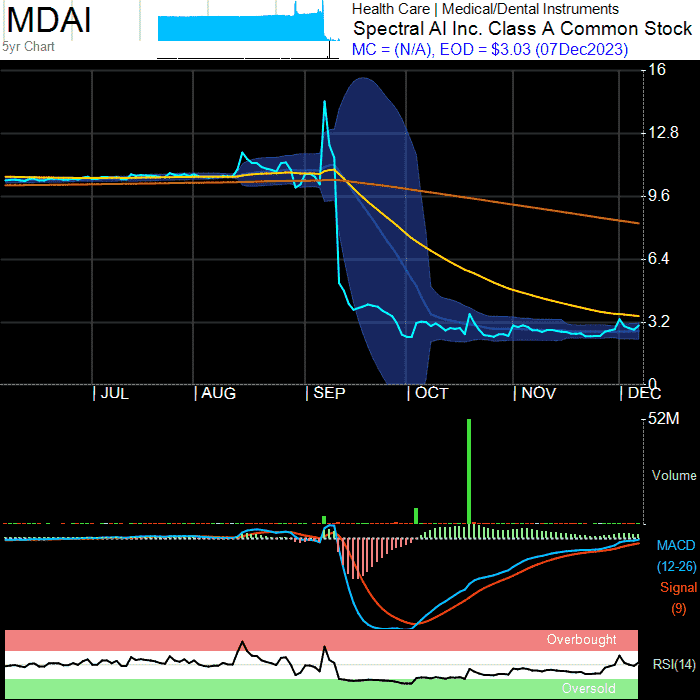 MDAI
5yr Chart
Health Care | Medical/Dental Instruments
Spectral AI Inc. Class A Common Stock
MC = (N/A), EOD = $3.03 (07Dec2023)
16
12.8
9.6
6.4
3.2
0
JUL
AUG
SEP
OCT
NOV
DEC
52M
Volume
MACD
(12-26)
Signal
(9)
Overbought
RSI(14)
Oversold